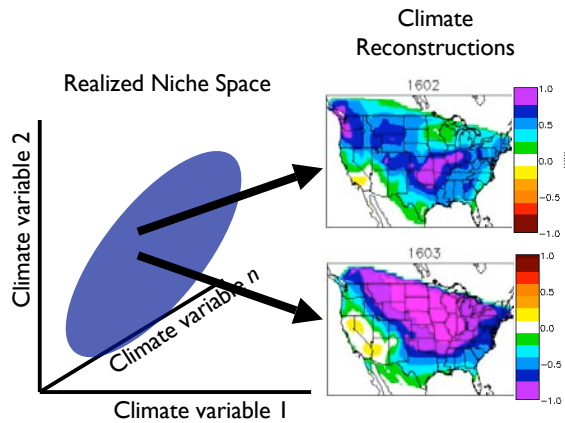 Climate
Reconstructions
Realized Niche Space
Climate variable 2
Climate variable n
Climate variable 1
1602
1.0
0.5
0.0
-0.5
-1.0
1603
1.0
0.5
0.0
-0.5
-1.0